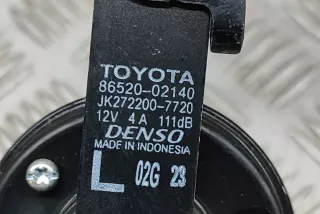 TOYOTA
86520-02140
JK272200-7720
12V 4A 111dB
DENSO
MADE IN INDONESIA
L 02G 23